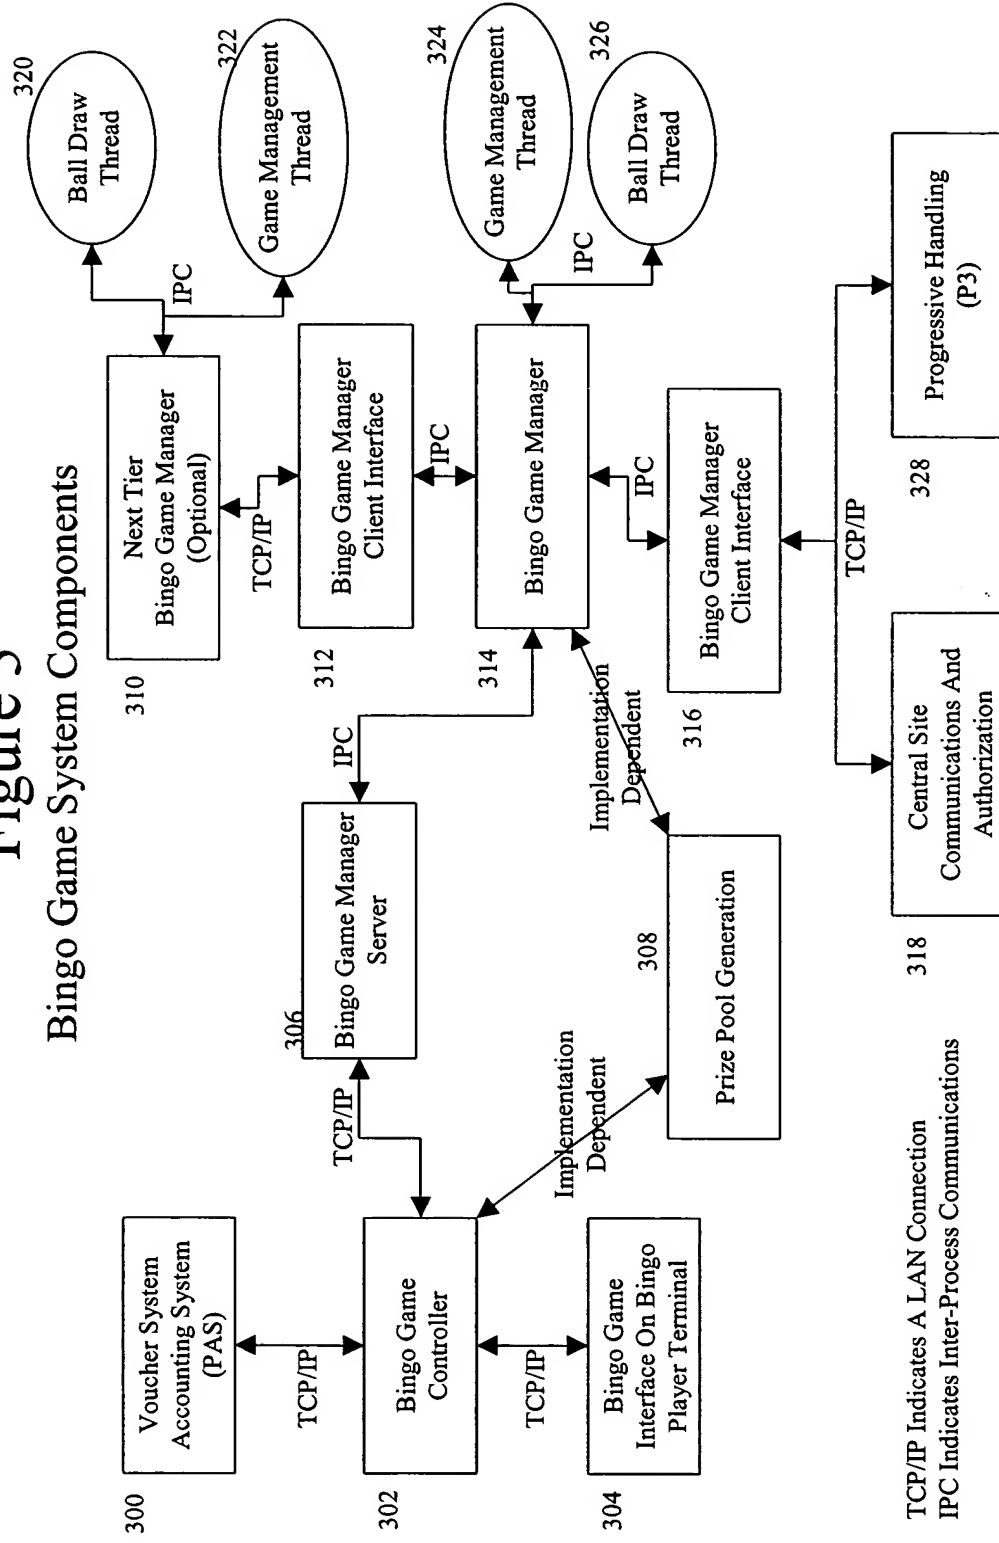 Figure 3
Bingo Game System Components
300
Voucher System
Accounting System
(PAS)
TCP/IP
302
Bingo Game
Controller
TCP/IP
304
Bingo Game
Interface On Bingo
Player Terminal
TCP/IP
306
Bingo Game Manager
Server
IPC
Implementation
Dependent
308
Prize Pool Generation
Implementation
Dependent
310
Next Tier
Bingo Game Manager
(Optional)
TCP/IP
312
Bingo Game Manager
Client Interface
IPC
314
Bingo Game Manager
IPC
316
Bingo Game Manager
Client Interface
TCP/IP
320
Ball Draw
Thread
IPC
322
Game Management
Thread
324
Game Management
Thread
IPC
326
Ball Draw
Thread
318
Central Site
Communications And
Authorization
328
Progressive Handling
(P3)
TCP/IP Indicates A LAN Connection
IPC Indicates Inter-Process Communications